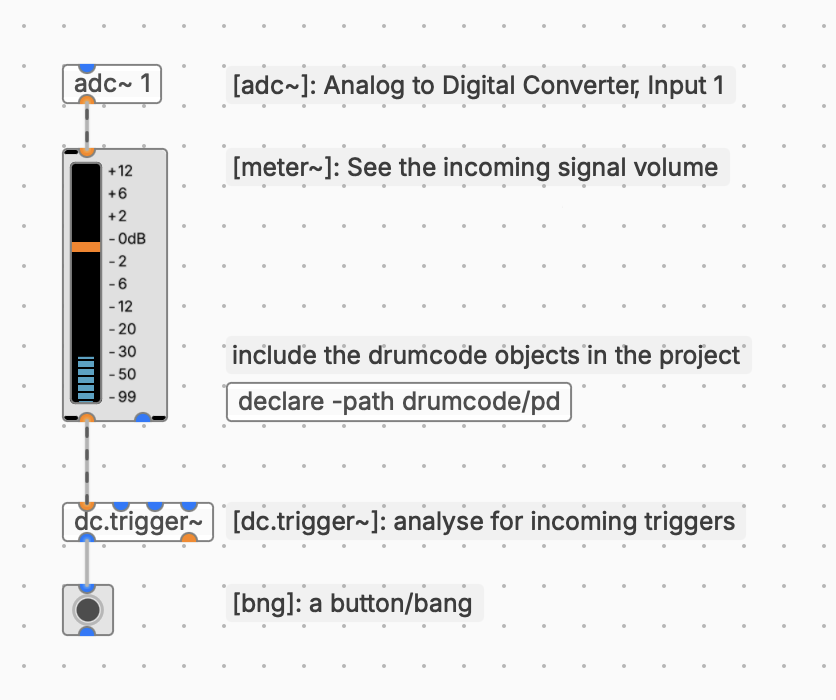 adc~ 1
[adc~]: Analog to Digital Converter, Input 1
[meter~]: See the incoming signal volume
+12
+6
+2
-0dB
-2
-6
-12
-20
-30
-50
-99
include the drumcode objects in the project
declare -path drumcode/pd
dc.trigger~
[dc.trigger~]: analyse for incoming triggers
[bng]: a button/bang